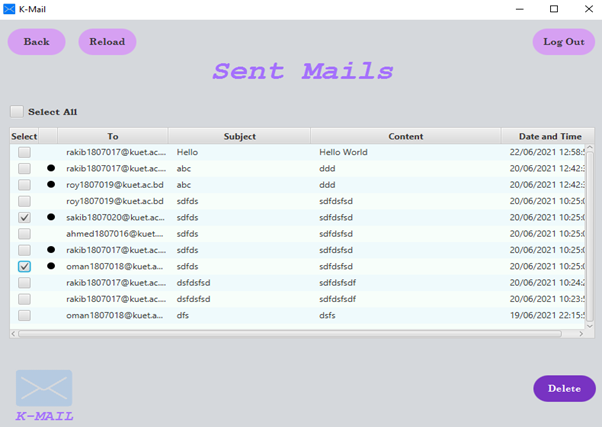 K-Mail
Back Reload Log Out
Sent Mails
Select All
Select To Subject Content Date and Time
rakib1807017@kuet.ac.... Hello Hello World 22/06/2021 12:58:
rakib1807017@kuet.ac.... abc ddd 20/06/2021 12:42:
roy1807019@kuet.ac.bd abc ddd 20/06/2021 12:42:
roy1807019@kuet.ac.bd sdfds sdfdsfsd 20/06/2021 10:25:
sakib1807020@kuet.ac... sdfds sdfdsfsd 20/06/2021 10:25:
ahmed1807016@kuet.... sdfds sdfdsfsd 20/06/2021 10:25:
rakib1807017@kuet.ac.... sdfds sdfdsfsd 20/06/2021 10:25:
oman1807018@kuet.a... sdfds sdfdsfsd 20/06/2021 10:25:
rakib1807017@kuet.ac.... dsfdsfsd sdfdsfsdf 20/06/2021 10:24:
rakib1807017@kuet.ac.... dsfdsfsd sdfdsfsdf 20/06/2021 10:23:
oman1807018@kuet.a... dfs dsfs 19/06/2021 22:15:
K-MAIL
Delete